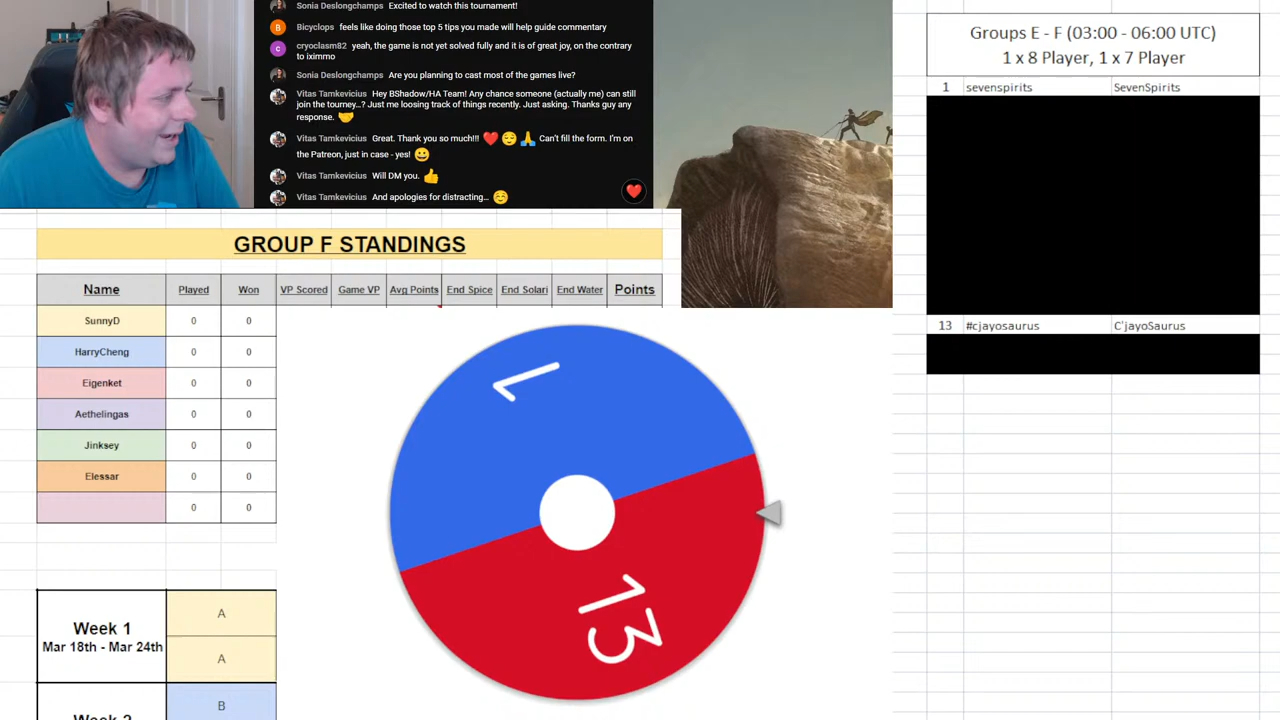 Sonia Deslongchamps Excited to watch this tournament!
B Bicyclops feels like doing those top 5 tips you made will help guide commentary
c cryoclasm82 yeah, the game is not yet solved fully and it is of great joy, on the contrary
to iximmo
Sonia Deslongchamps Are you planning to cast most of the games live?
Vitas Tamkevicius Hey BShadow/HA Team! Any chance someone (actually me) can still
join the tourney...? Just me loosing track of things recently. Just asking. Thanks guy any
response. 🤝
Vitas Tamkevicius Great. Thank you so much!!! ❤️ 😌 🙏 Can't fill the form. I'm on
the Patreon, just in case - yes! 😀
Vitas Tamkevicius Will DM you. 👍
Vitas Tamkevicius And apologies for distracting... ☺️
Groups E - F (03:00 - 06:00 UTC)
1 x 8 Player, 1 x 7 Player
1 sevenspirits SevenSpirits
13 #cjayosaurus C'jayoSaurus
GROUP F STANDINGS
Name Played Won VP Scored Game VP Avg Points End Spice End Solari End Water Points
SunnyD 0 0
HarryCheng 0 0
Eigenket 0 0
Aethelingas 0 0
Jinksey 0 0
Elessar 0 0
0 0
1
13
Week 1
Mar 18th - Mar 24th
A
A
Week 2
B